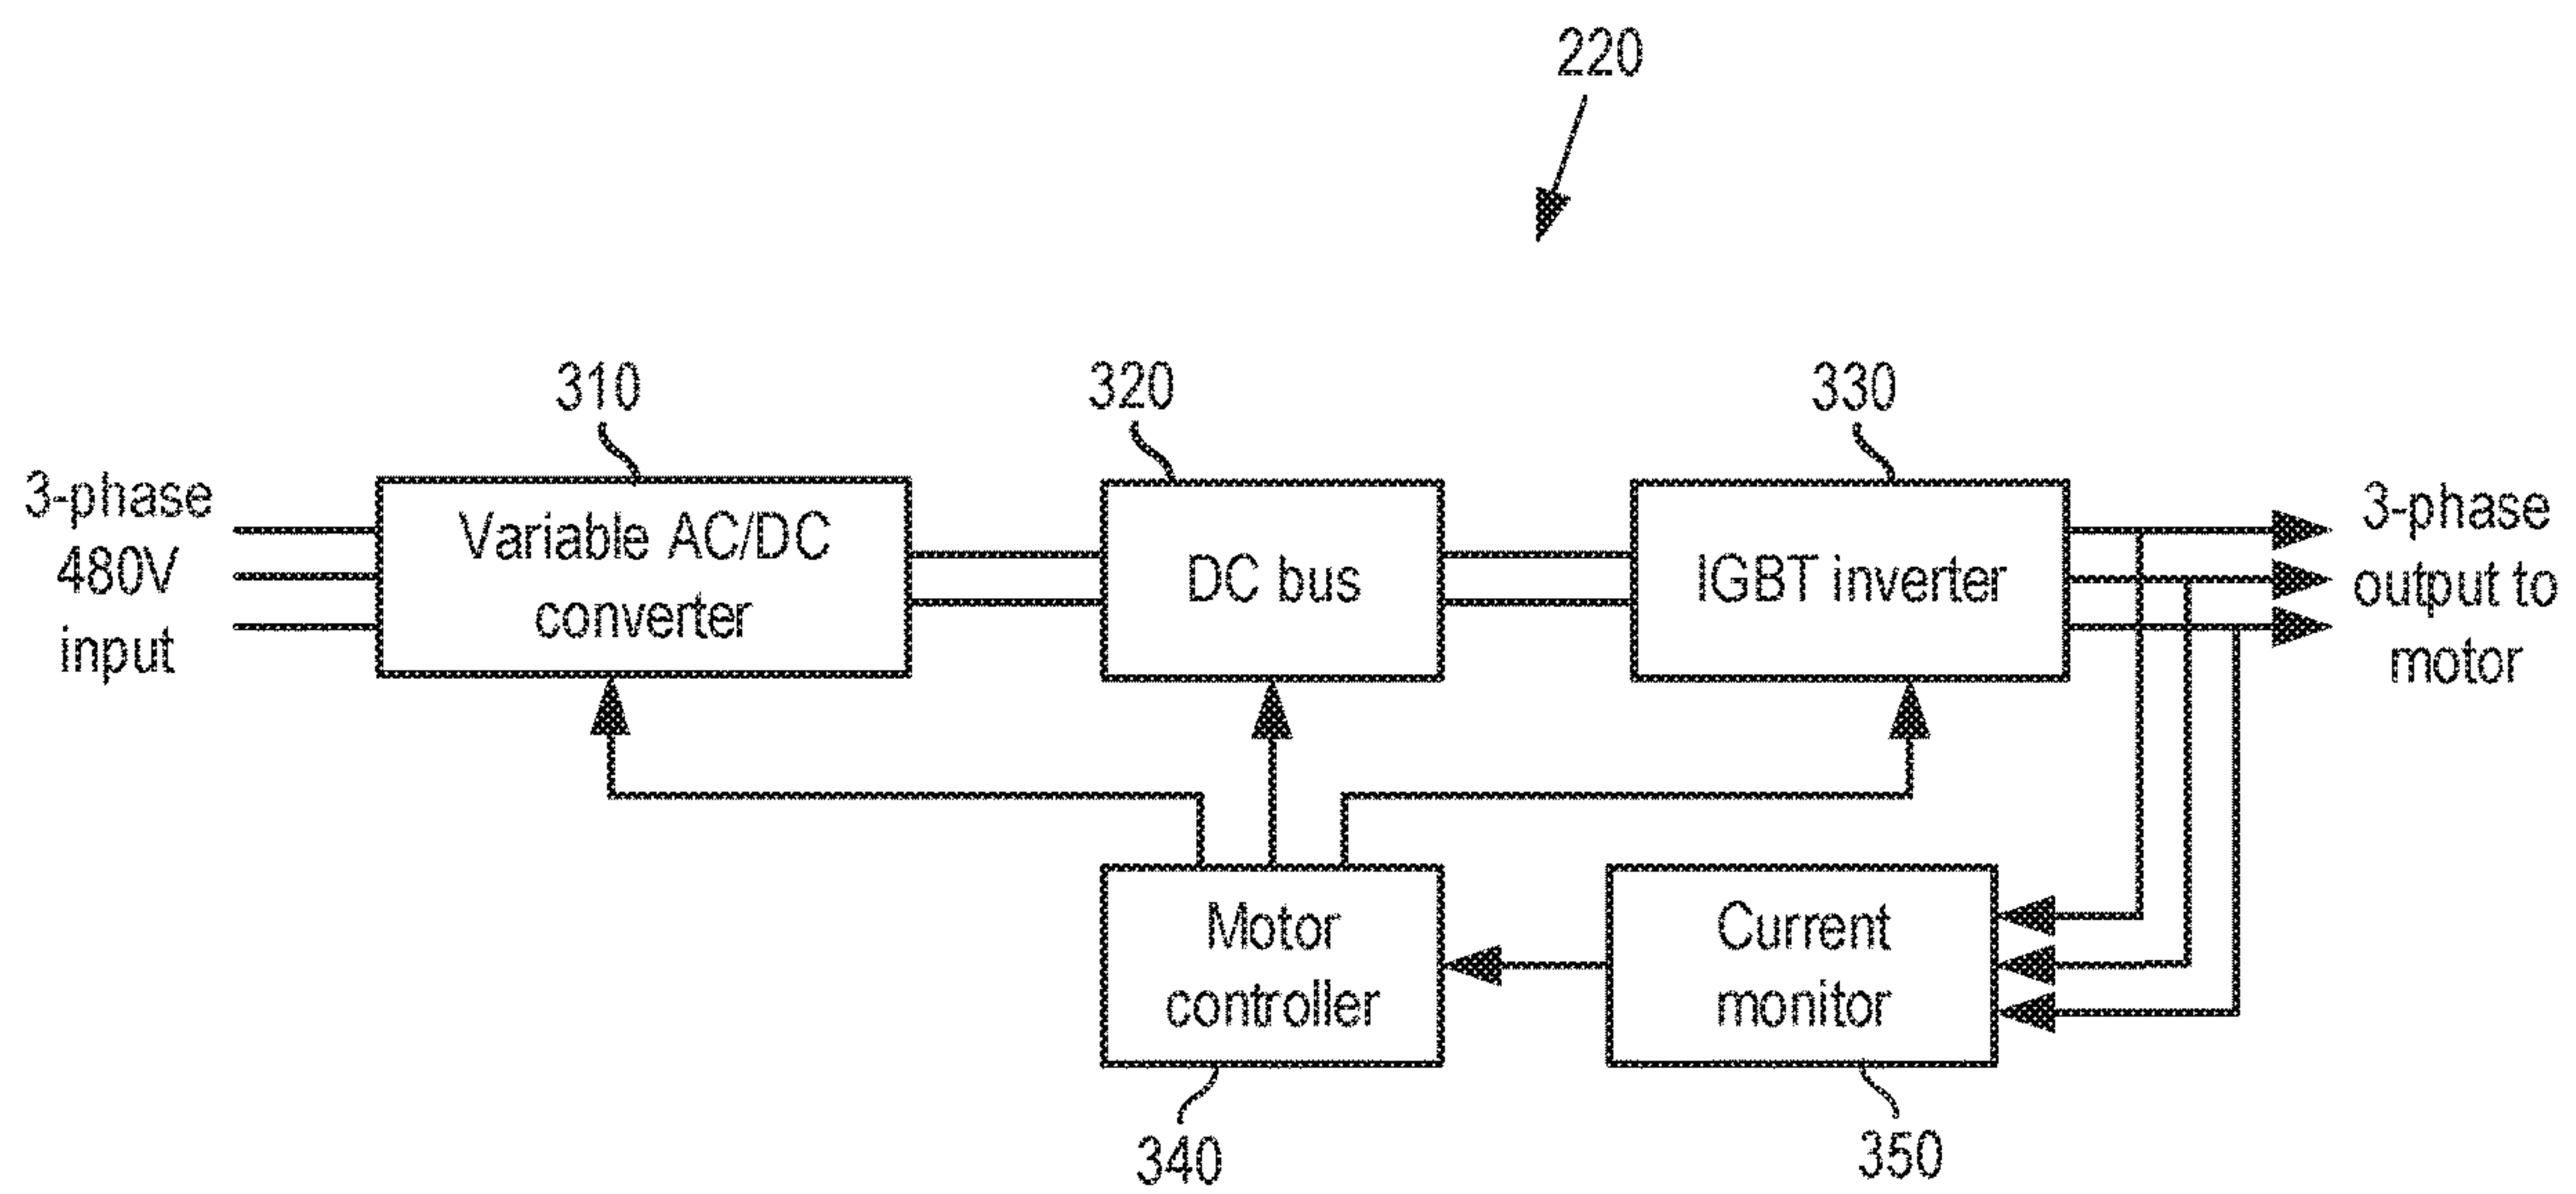 220
310
320
330
3-phase
480V
input
Variable AC/DC
converter
DC bus
IGBT inverter
3-phase
output to
motor
Motor
controller
Current
monitor
340
350